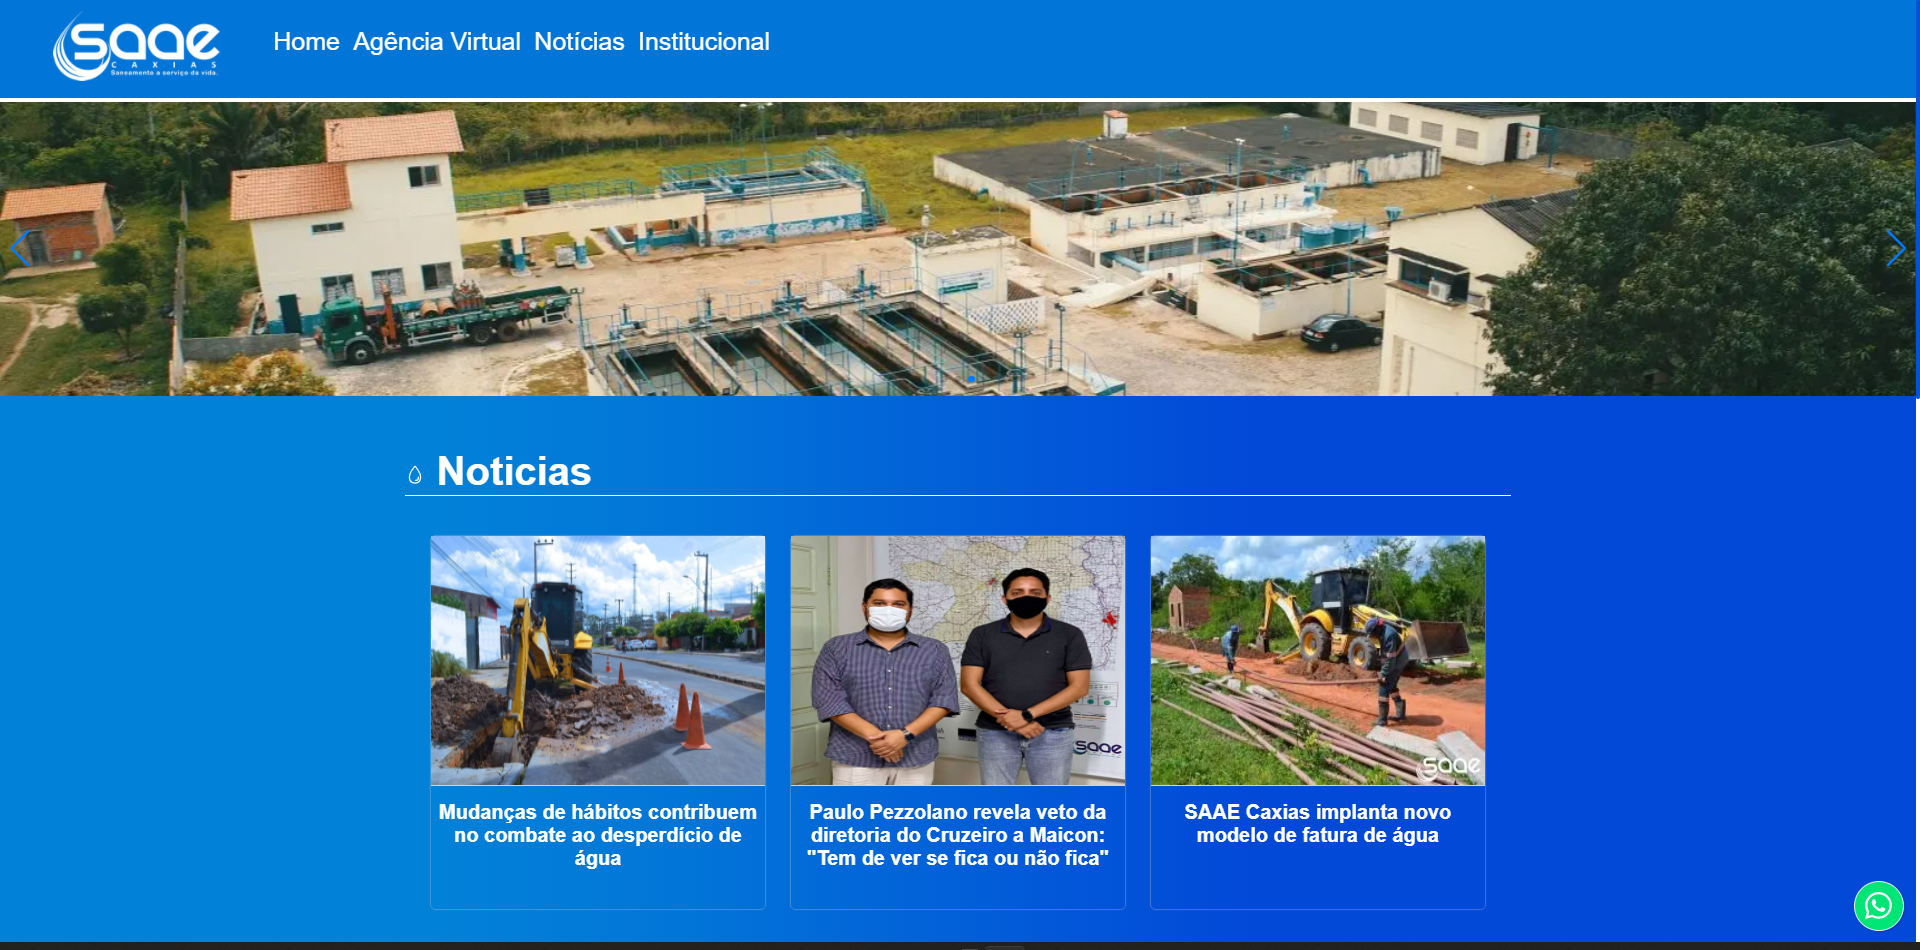 saae
CAXIAS
Saneamento a serviço da vida.
Home Agência Virtual Notícias Institucional
Noticias
saae
saae
Mudanças de hábitos contribuem
no combate ao desperdício de
água
Paulo Pezzolano revela veto da
diretoria do Cruzeiro a Maicon:
"Tem de ver se fica ou não fica"
SAAE Caxias implanta novo
modelo de fatura de água